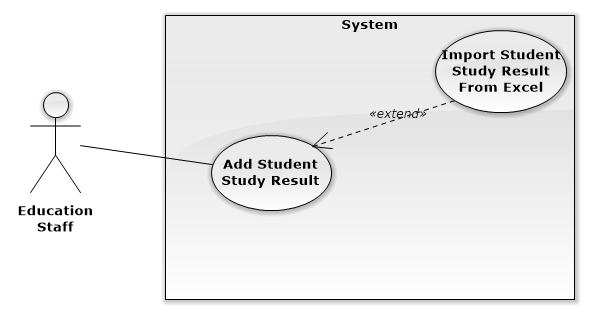 System
Import Student
Study Result
From Excel
«extend»
Add Student
Study Result
Education
Staff